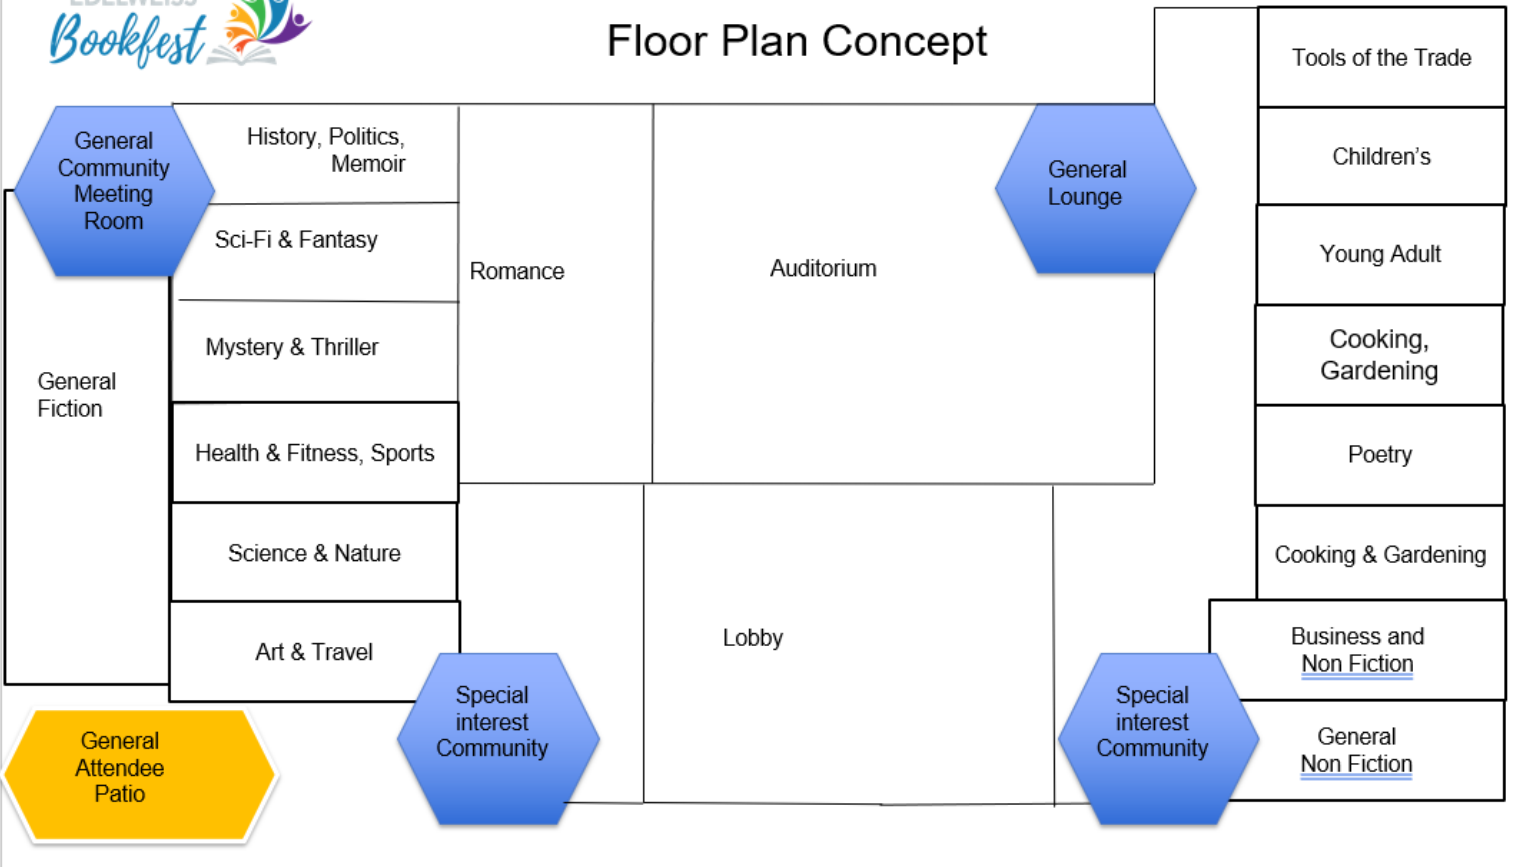 EDELWEISS
Bookfest
Floor Plan Concept
Tools of the Trade
General
Community
Meeting
Room
History, Politics,
Memoir
General
Lounge
Children's
Sci-Fi & Fantasy
Romance
Auditorium
Young Adult
Mystery & Thriller
Cooking,
Gardening
General
Fiction
Health & Fitness, Sports
Poetry
Science & Nature
Cooking & Gardening
Art & Travel
Lobby
Business and
Non Fiction
Special
interest
Community
Special
interest
Community
General
Attendee
Patio
General
Non Fiction